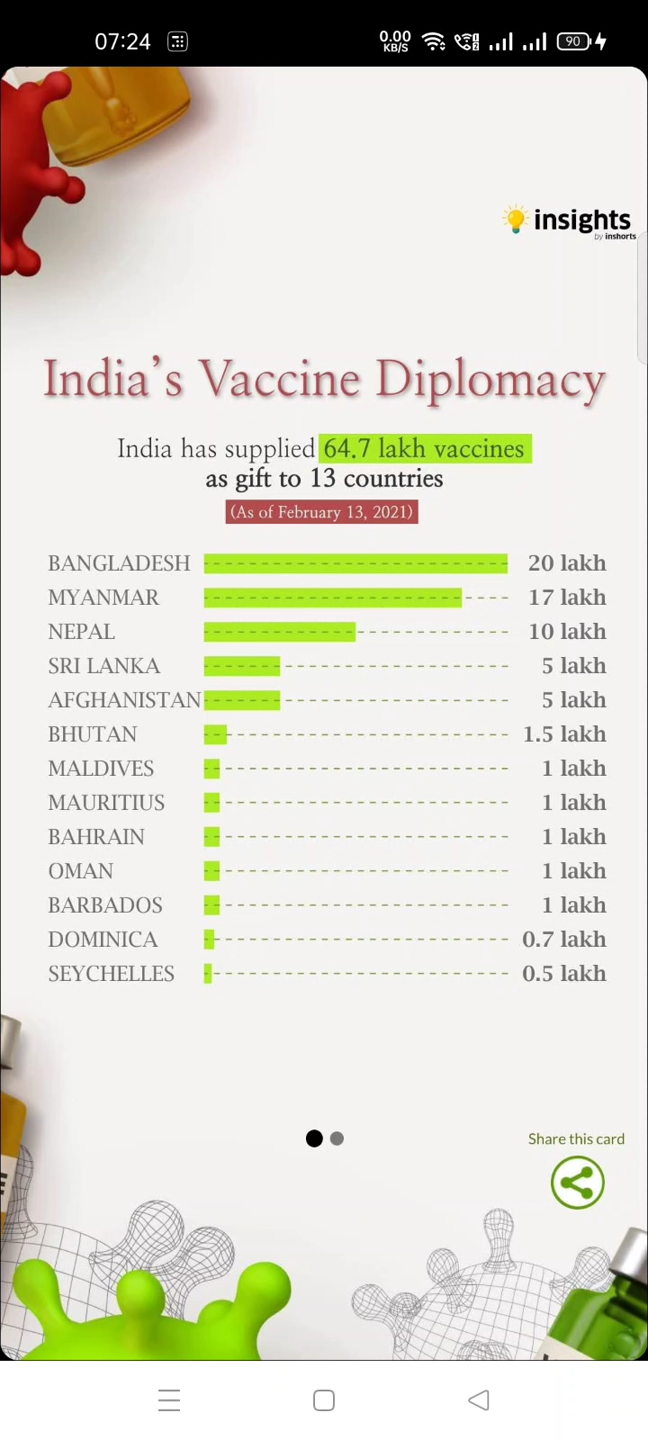 07:24
0.00
KB/S
90
insights
by inshorts
India's Vaccine Diplomacy
India has supplied 64.7 lakh vaccines
as gift to 13 countries
(As of February 13, 2021)
BANGLADESH 20 lakh
MYANMAR 17 lakh
NEPAL 10 lakh
SRI LANKA 5 lakh
AFGHANISTAN 5 lakh
BHUTAN 1.5 lakh
MALDIVES 1 lakh
MAURITIUS 1 lakh
BAHRAIN 1 lakh
OMAN 1 lakh
BARBADOS 1 lakh
DOMINICA 0.7 lakh
SEYCHELLES 0.5 lakh
Share this card